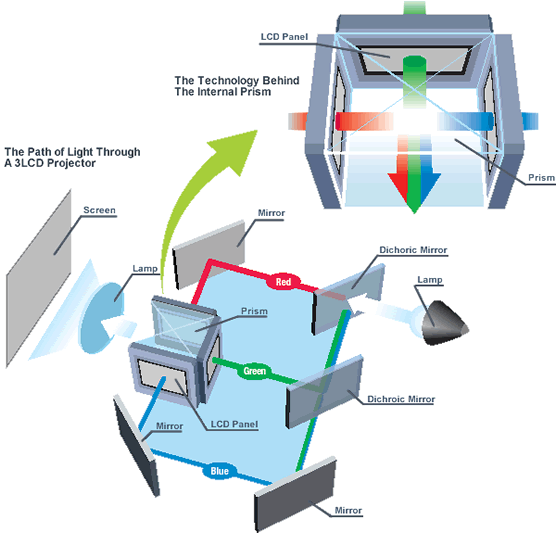 LCD Panel
The Technology Behind
The Internal Prism
Prism
The Path of Light Through
A 3LCD Projector
Screen
Mirror
Dichoric Mirror
Lamp
Lamp
Red
Prism
Green
Dichroic Mirror
LCD Panel
Mirror
Blue
Mirror